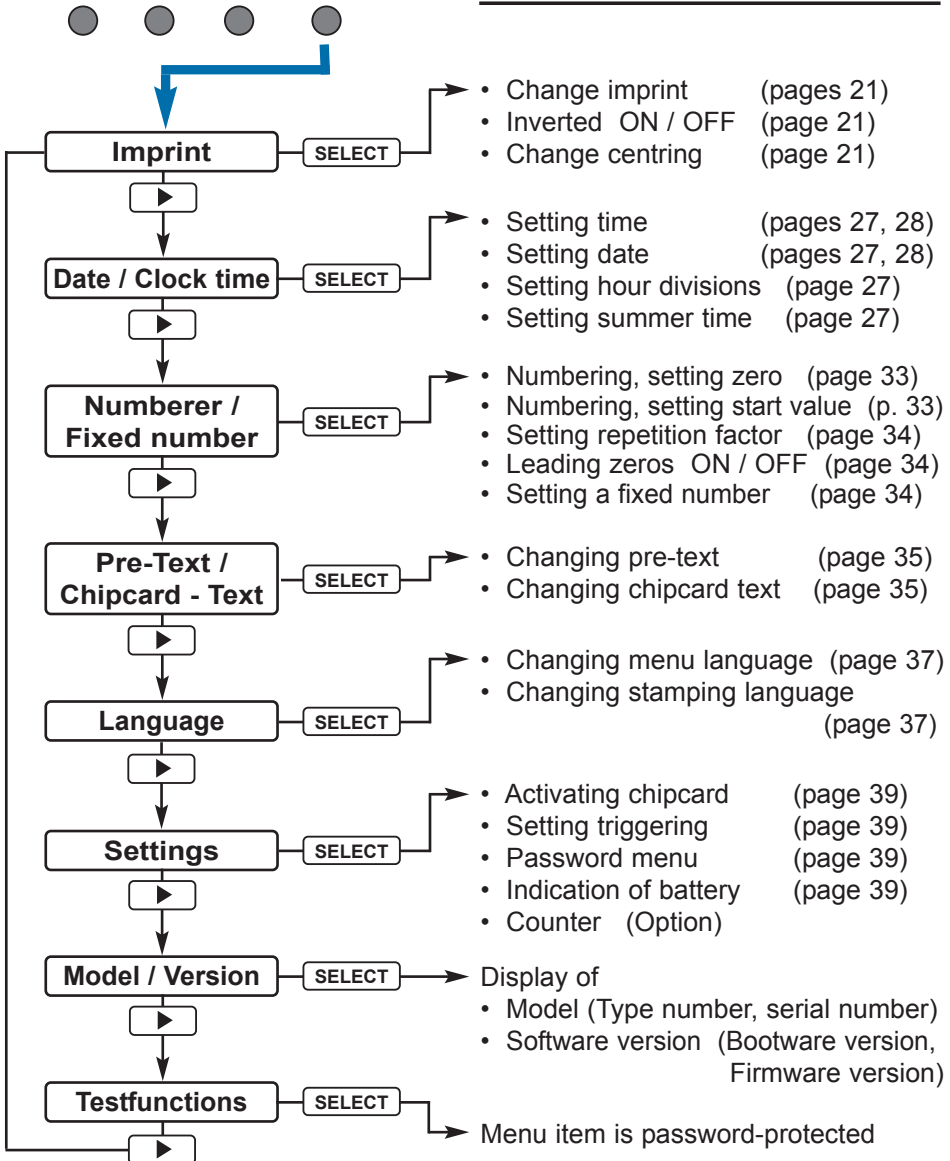 • Change imprint (pages 21)
• Inverted ON / OFF (page 21)
Imprint SELECT • Change centring (page 21)
• Setting time (pages 27, 28)
• Setting date (pages 27, 28)
Date / Clock time SELECT • Setting hour divisions (page 27)
• Setting summer time (page 27)
• Numbering, setting zero (page 33)
Numberer / • Numbering, setting start value (p. 33)
Fixed number SELECT • Setting repetition factor (page 34)
• Leading zeros ON / OFF (page 34)
• Setting a fixed number (page 34)
Pre-Text / • Changing pre-text (page 35)
Chipcard - Text SELECT • Changing chipcard text (page 35)
• Changing menu language (page 37)
• Changing stamping language
Language SELECT (page 37)
• Activating chipcard (page 39)
• Setting triggering (page 39)
Settings SELECT • Password menu (page 39)
• Indication of battery (page 39)
• Counter (Option)
Model / Version SELECT Display of
• Model (Type number, serial number)
• Software version (Bootware version,
Firmware version)
Testfunctions SELECT
Menu item is password-protected